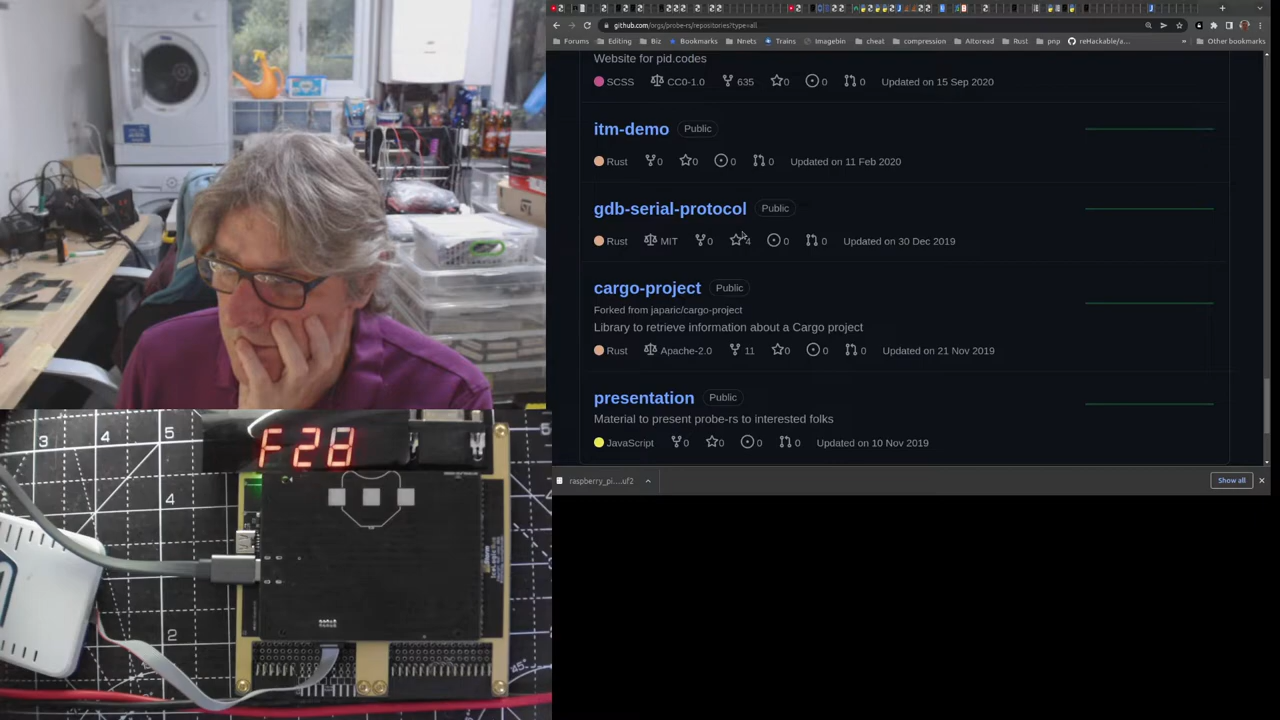 github.com/orgs/probe-rs/repositories?type=all
Forums Editing Biz Bookmarks Nnets Trains Imagebin cheat compression Altoread Rust pnp reHackable/a... » Other bookmarks
Website for pid.codes
SCSS CC0-1.0 635 0 0 0 Updated on 15 Sep 2020
itm-demo Public
Rust 0 0 0 0 Updated on 11 Feb 2020
gdb-serial-protocol Public
Rust MIT 0 4 0 0 Updated on 30 Dec 2019
cargo-project Public
Forked from japaric/cargo-project
Library to retrieve information about a Cargo project
Rust Apache-2.0 11 0 0 0 Updated on 21 Nov 2019
presentation Public
Material to present probe-rs to interested folks
JavaScript 0 0 0 0 Updated on 10 Nov 2019
raspberry_pi....uf2
Show all
3 4 5
F28
4
2